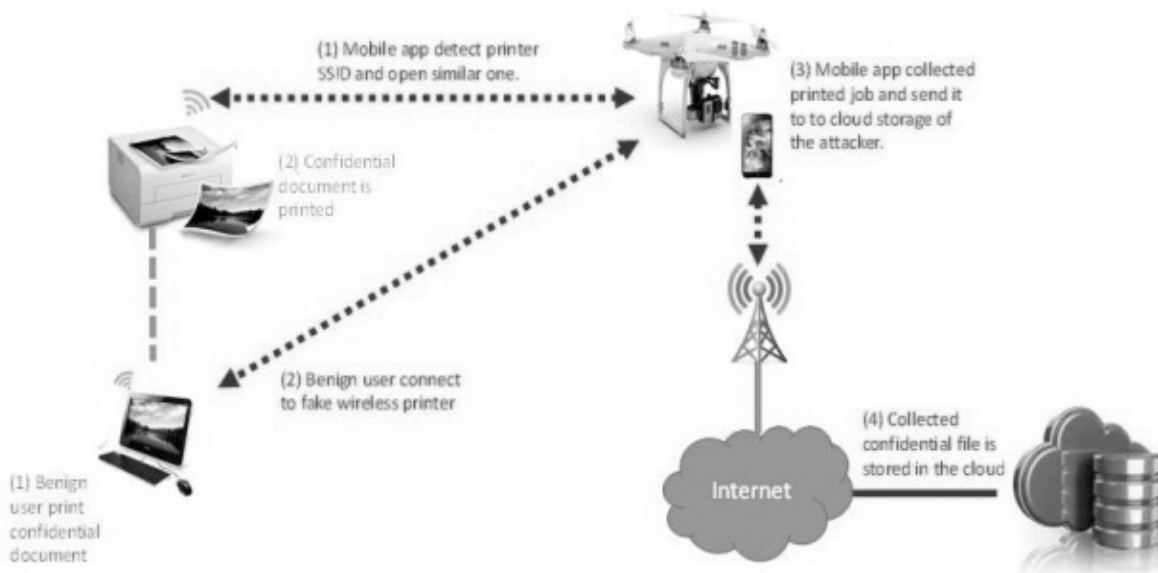 (1) Mobile app detect printer
SSID and open similar one.
(3) Mobile app collected
printed job and send it
to to cloud storage of
the attacker.
(2) Confidential
document is
printed
(2) Benign user connect
to fake wireless printer
(1) Benign
user print
confidential
document
(4) Collected
confidential file is
stored in the cloud
Internet